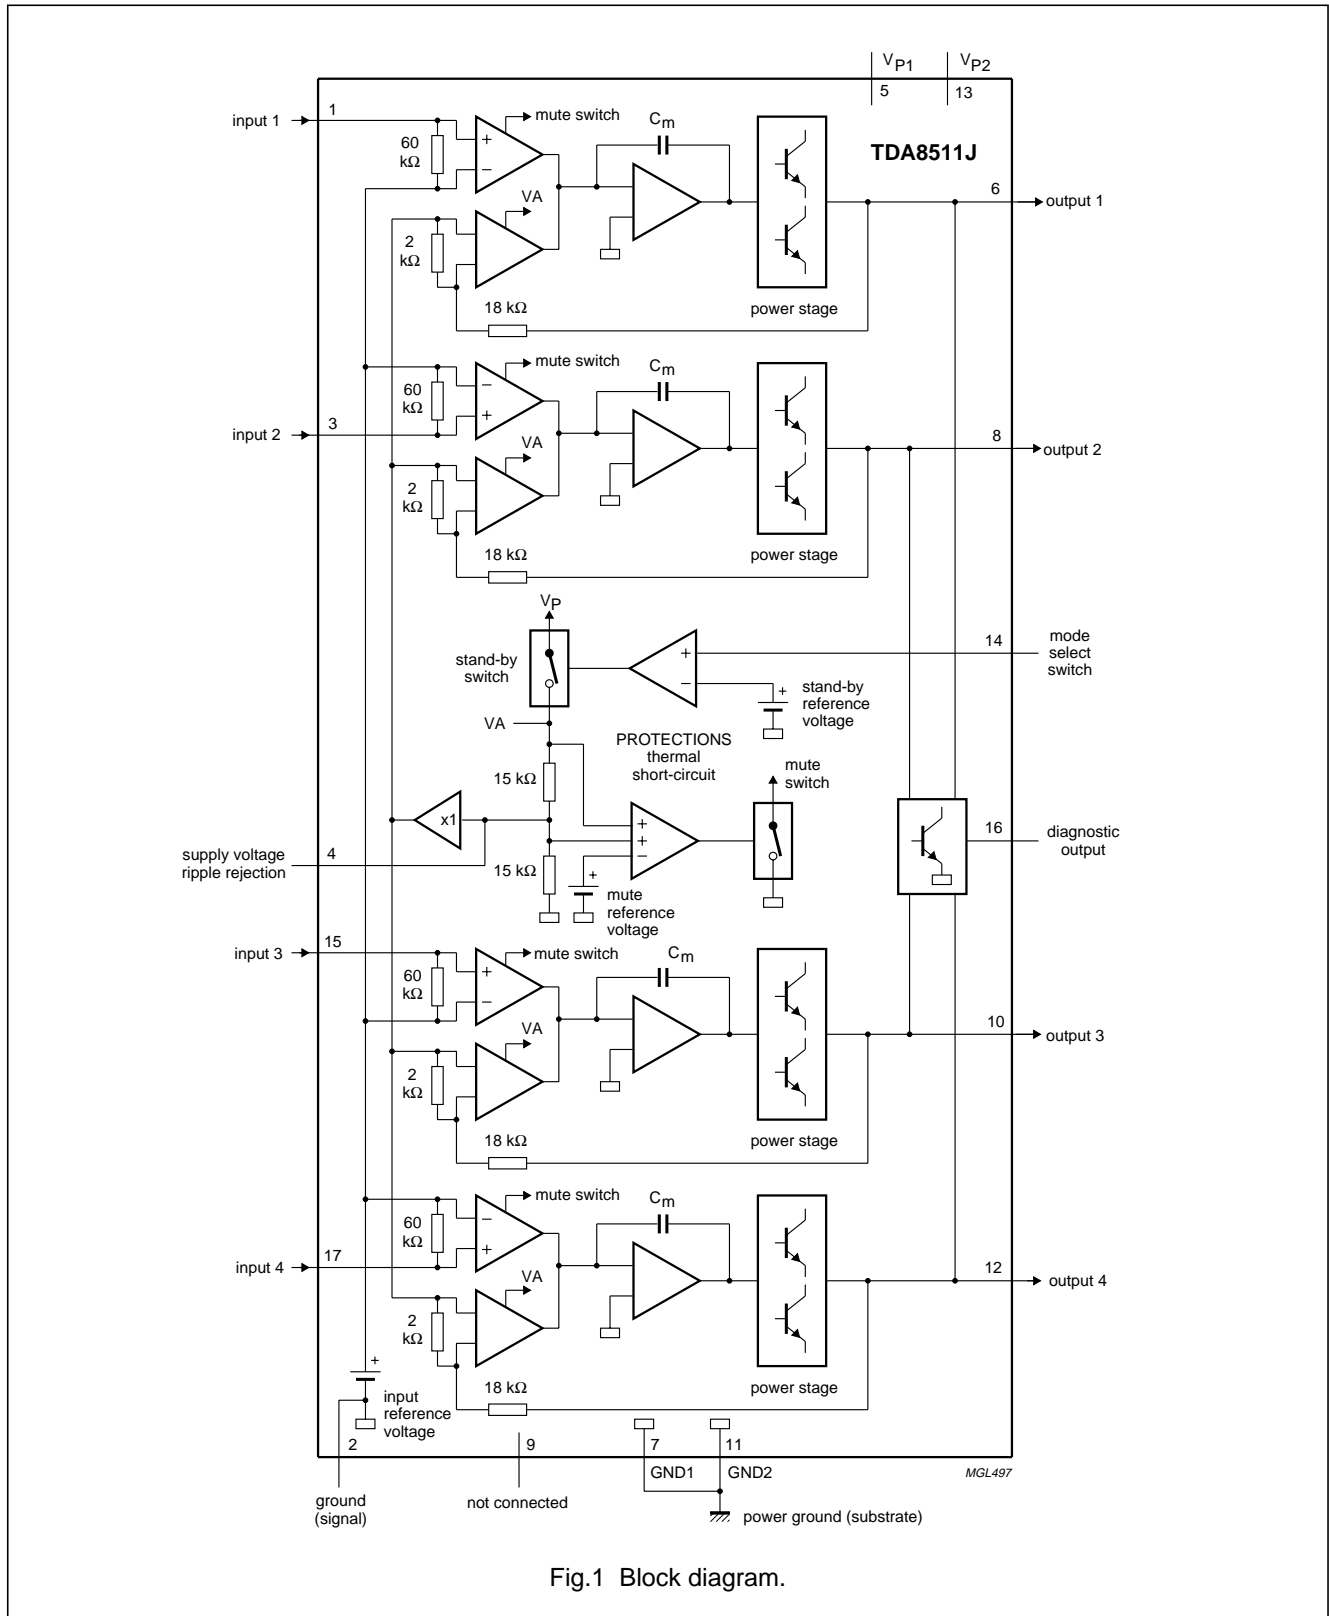 VP1
VP2
5
13
input 1
1
mute switch
Cm
TDA8511J
60
kΩ
+
−
VA
6
output 1
2
kΩ
18 kΩ
power stage
mute switch
Cm
60
kΩ
−
+
input 2
3
VA
8
output 2
2
kΩ
18 kΩ
power stage
VP
14
mode
select
switch
stand-by
switch
+
−
+
stand-by
reference
voltage
VA
PROTECTIONS
thermal
short-circuit
mute
switch
15 kΩ
x1
+
+
−
16
diagnostic
output
supply voltage
ripple rejection
4
15 kΩ
+
mute
reference
voltage
input 3
15
mute switch
Cm
60
kΩ
+
−
VA
10
output 3
2
kΩ
18 kΩ
power stage
mute switch
Cm
60
kΩ
−
+
input 4
17
VA
12
output 4
2
kΩ
+
18 kΩ
power stage
input
reference
voltage
2
9
7
11
GND1
GND2
MGL497
ground
(signal)
not connected
power ground (substrate)
Fig.1 Block diagram.